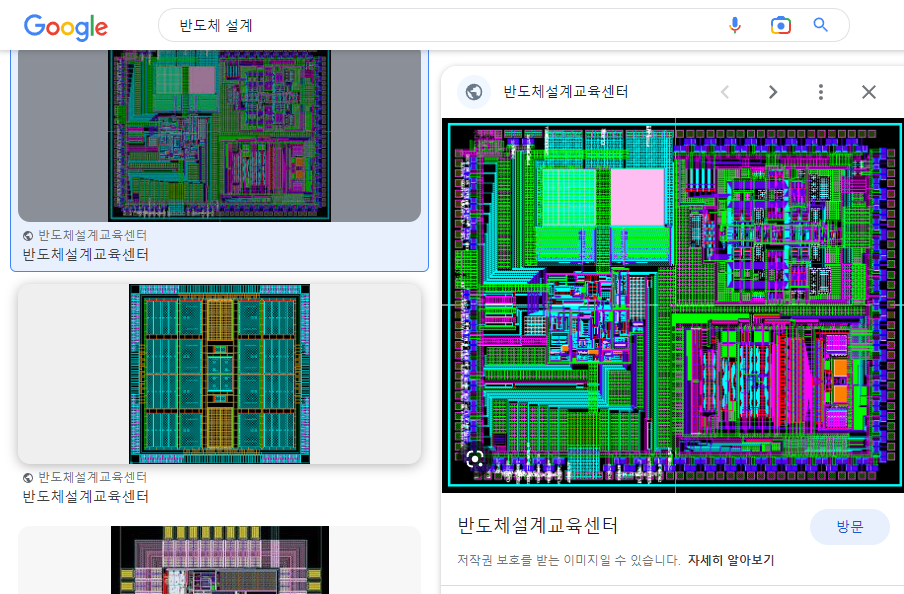 Google
반도체 설계
반도체설계교육센터
반도체설계교육센터
반도체설계교육센터
반도체설계교육센터
반도체설계교육센터
반도체설계교육센터
방문
저작권 보호를 받는 이미지일 수 있습니다. 자세히 알아보기